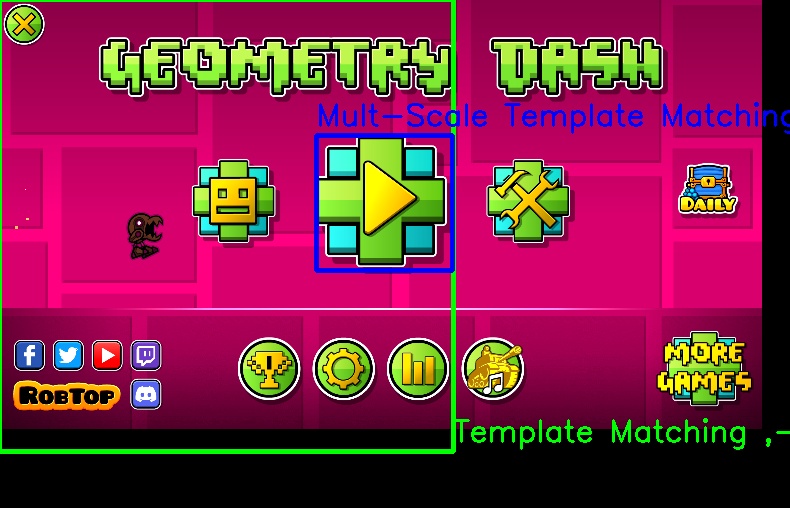 GEOMETRY DASH
Mult-Scale Template Matching
DAILY
f
MORE
GAMES
ROBTOP
Template Matching ,-